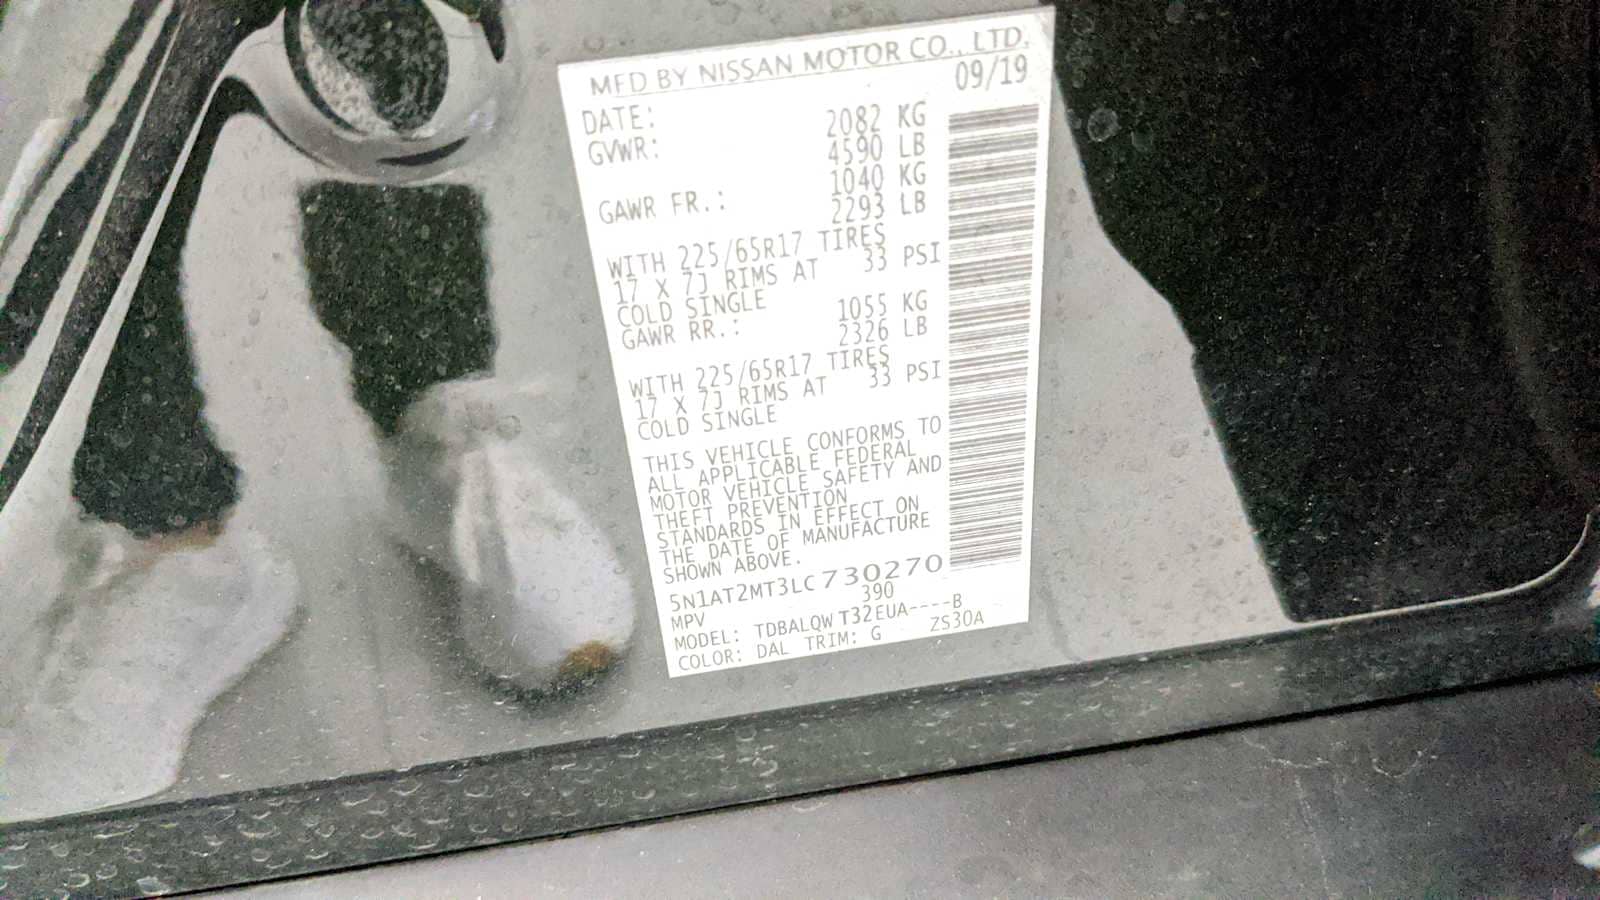 MFD BY NISSAN MOTOR CO., LTD.
DATE: 09/19
GVWR: 2082 KG
4590 LB
GAWR FR.: 1040 KG
2293 LB
WITH 225/65R17 TIRES
17 X 7J RIMS AT 33 PSI
COLD SINGLE
GAWR RR.: 1055 KG
2326 LB
WITH 225/65R17 TIRES
17 X 7J RIMS AT 33 PSI
COLD SINGLE
THIS VEHICLE CONFORMS TO
ALL APPLICABLE FEDERAL
MOTOR VEHICLE SAFETY AND
THEFT PREVENTION
STANDARDS IN EFFECT ON
THE DATE OF MANUFACTURE
SHOWN ABOVE.
5N1AT2MT3LC730270
MPV 390
MODEL: TDBALQW T32EUA----B
COLOR: DAL TRIM: G ZS30A